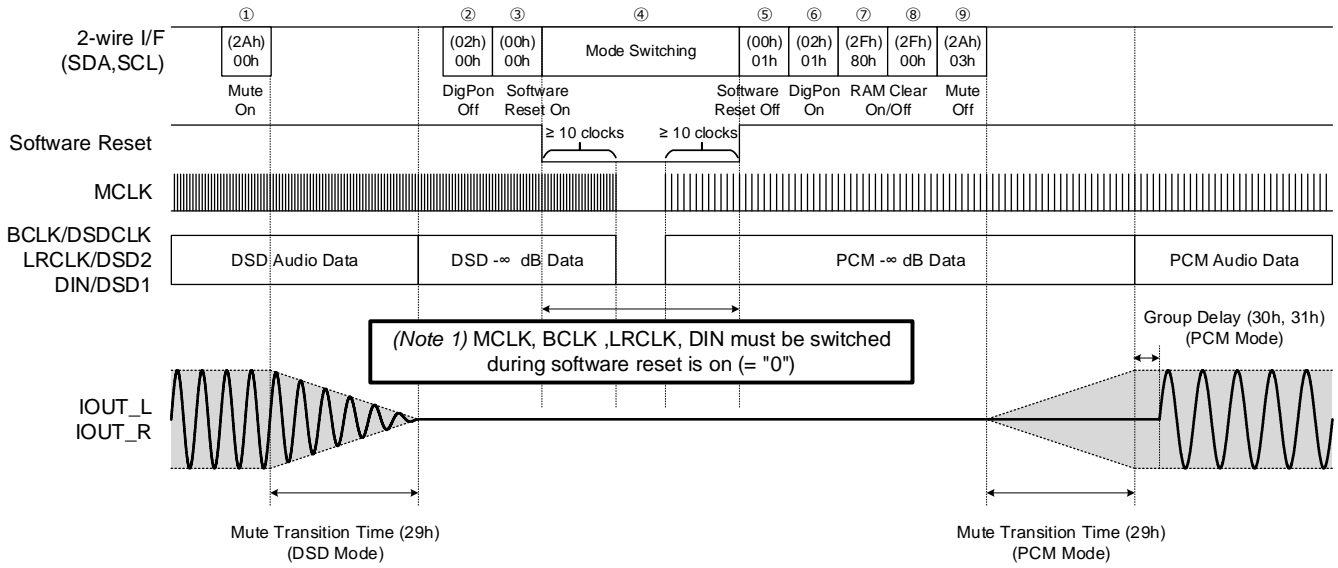 ① ② ③ ④ ⑤ ⑥ ⑦ ⑧ ⑨
2-wire I/F
(SDA,SCL)
(2Ah)
00h
(02h)
00h
(00h)
00h
Mode Switching
(00h)
01h
(02h)
01h
(2Fh)
80h
(2Fh)
00h
(2Ah)
03h
Mute
On
DigPon
Off
Software
Reset On
Software
Reset Off
DigPon
On
RAM Clear
On/Off
Mute
Off
Software Reset
≥ 10 clocks
≥ 10 clocks
MCLK
BCLK/DSDCLK
LRCLK/DSD2
DIN/DSD1
DSD Audio Data
DSD -∞ dB Data
PCM -∞ dB Data
PCM Audio Data
(Note 1) MCLK, BCLK ,LRCLK, DIN must be switched
during software reset is on (= "0")
Group Delay (30h, 31h)
(PCM Mode)
IOUT_L
IOUT_R
Mute Transition Time (29h)
(DSD Mode)
Mute Transition Time (29h)
(PCM Mode)